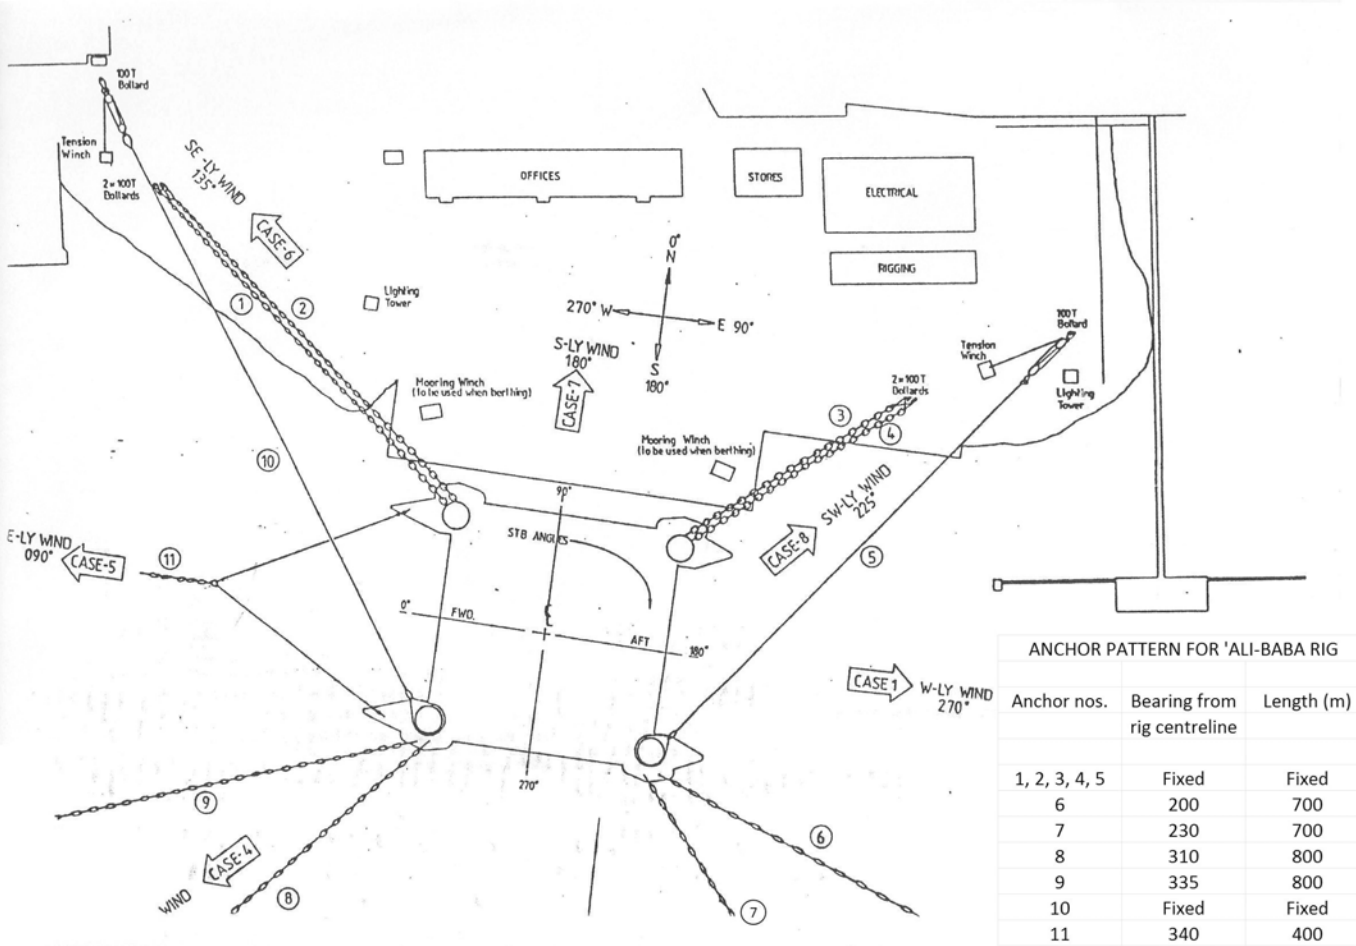 100T
Bollard
Tension
Winch
2 × 100T
Bollards
SE-LY WIND
135°
CASE-6
OFFICES
STORES
ELECTRICAL
RIGGING
0°
N
270° W
E 90°
S
180°
Lighting
Tower
1
2
S-LY WIND
180°
CASE-7
Mooring Winch
(to be used when berthing)
100T
Bollard
Tension
Winch
Lighting
Tower
2 × 100T
Bollards
3
4
Mooring Winch
(to be used when berthing)
10
SW-LY WIND
225°
CASE-8
5
90°
STB ANGLES
E-LY WIND
090°
CASE-5
11
0°
FWD.
AFT
180°
270°
CASE 1
W-LY WIND
270°
9
CASE-4
WIND
8
7
6
ANCHOR PATTERN FOR 'ALI-BABA RIG
Anchor nos. Bearing from Length (m)
rig centreline
1, 2, 3, 4, 5 Fixed Fixed
6 200 700
7 230 700
8 310 800
9 335 800
10 Fixed Fixed
11 340 400